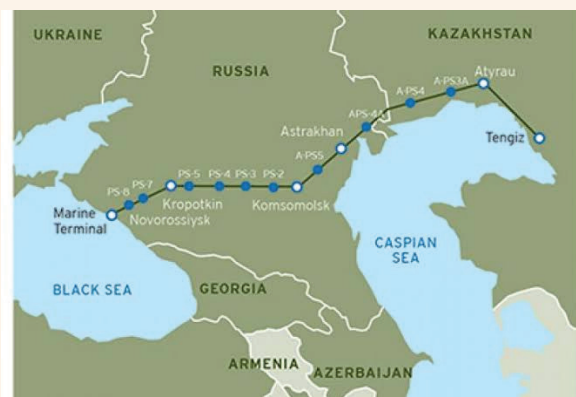 UKRAINE
KAZAKHSTAN
RUSSIA
Atyrau
A-PS3A
A-PS4
APS-4A
Astrakhan
Tengiz
A-PS5
PS-5
PS-4
PS-3
PS-2
PS-7
PS-8
Kropotkin
Komsomolsk
Marine
Terminal
Novorossiysk
CASPIAN
SEA
BLACK SEA
GEORGIA
ARMENIA
AZERBAIJAN